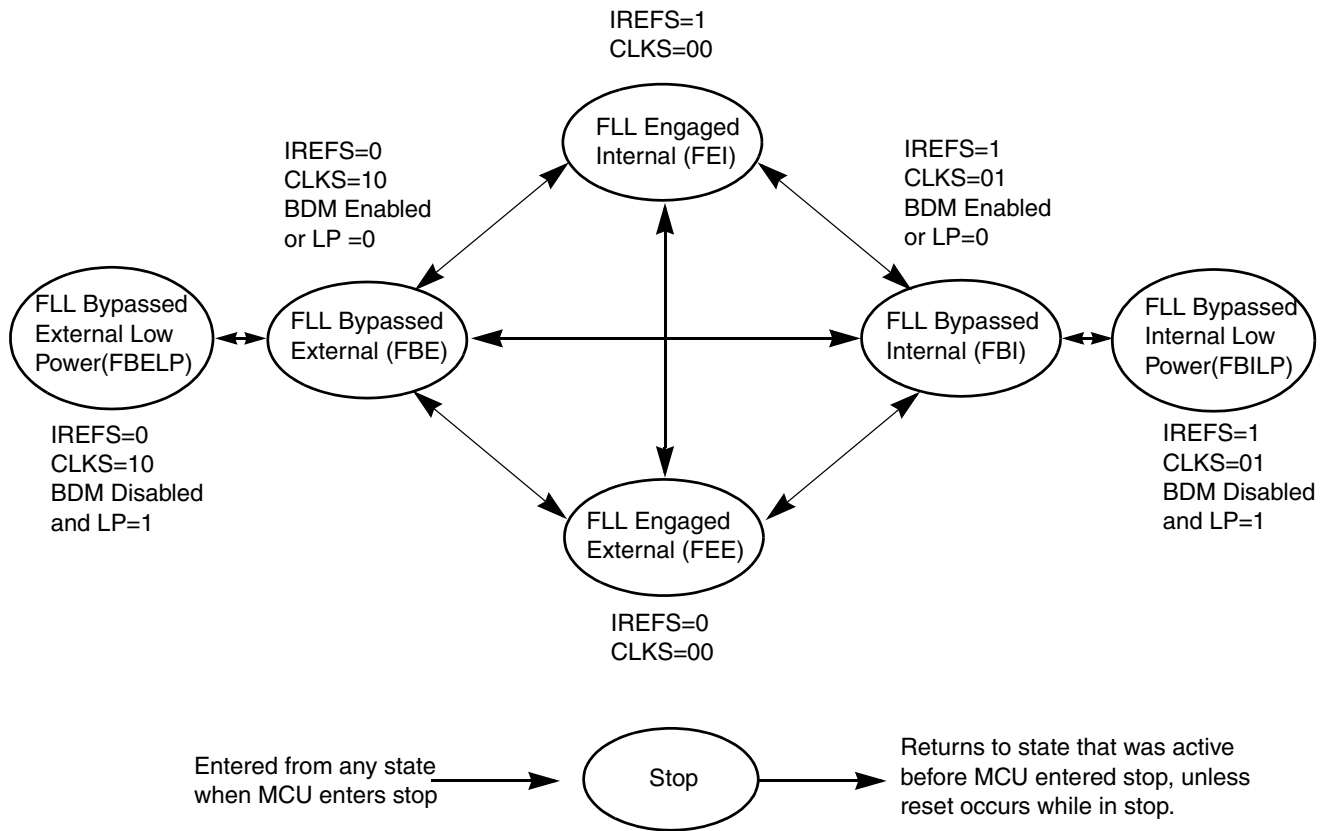 IREFS=1
CLKS=00
FLL Engaged
Internal (FEI)
IREFS=0
CLKS=10
BDM Enabled
or LP =0
IREFS=1
CLKS=01
BDM Enabled
or LP=0
FLL Bypassed
External Low
Power(FBELP)
FLL Bypassed
External (FBE)
FLL Bypassed
Internal (FBI)
FLL Bypassed
Internal Low
Power(FBILP)
IREFS=0
CLKS=10
BDM Disabled
and LP=1
IREFS=1
CLKS=01
BDM Disabled
and LP=1
FLL Engaged
External (FEE)
IREFS=0
CLKS=00
Entered from any state
when MCU enters stop
Stop
Returns to state that was active
before MCU entered stop, unless
reset occurs while in stop.